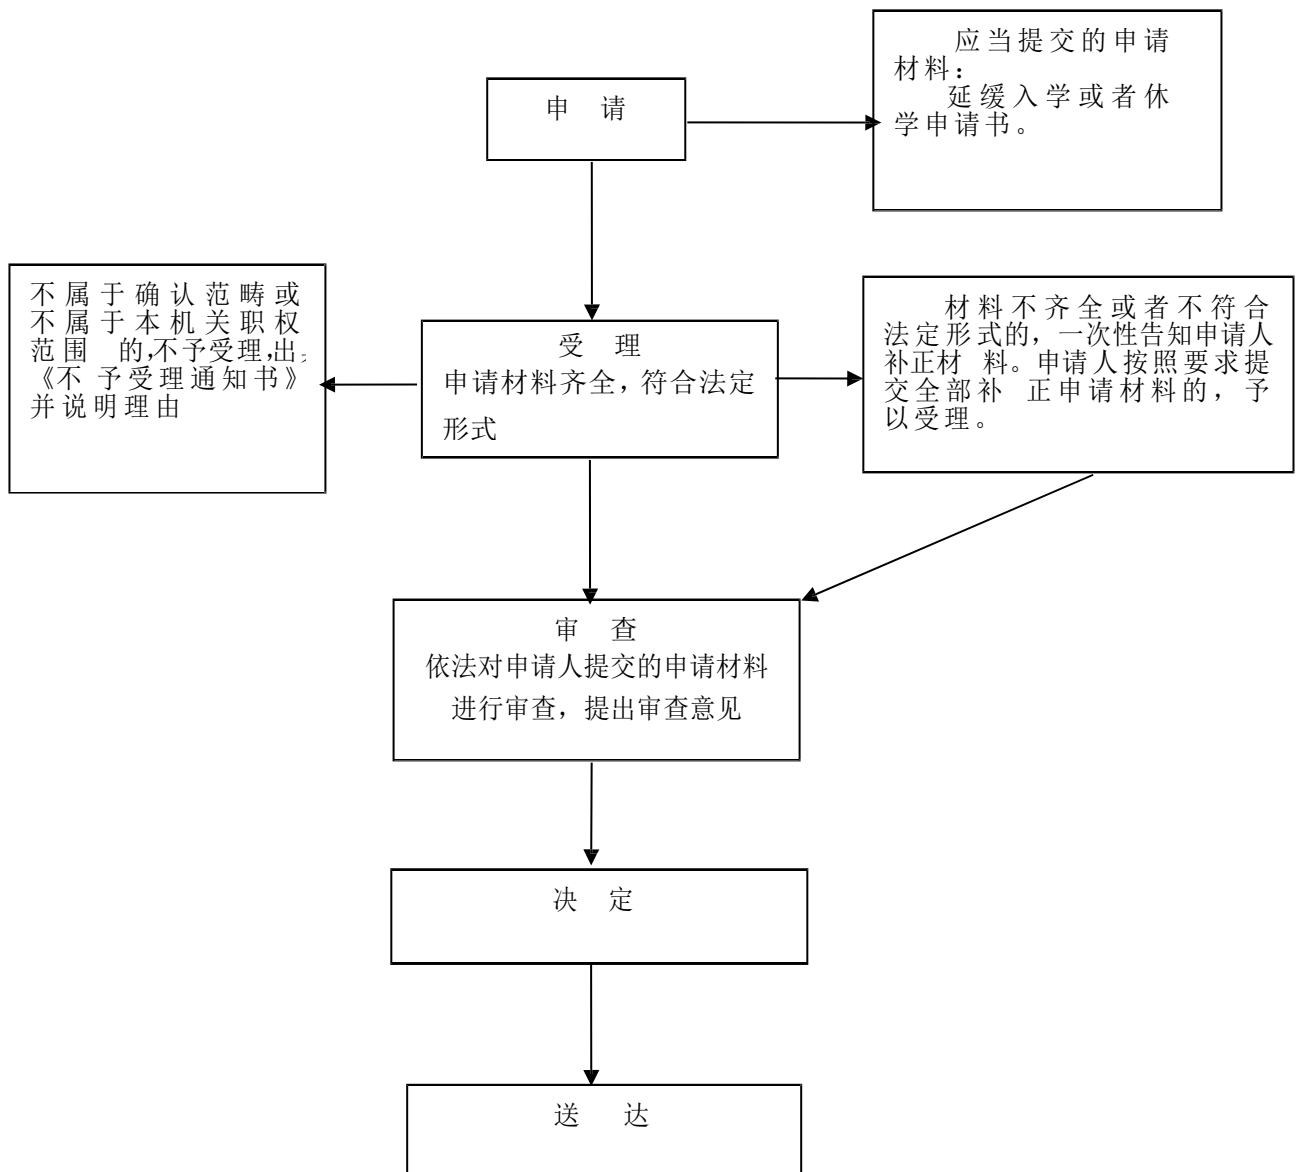 申 请
应当提交的申请
材料：
延缓入学或者休
学申请书。
不属于确认范畴或
不属于本机关职权
范围 的,不予受理,出
《不 予受理通知书》
并说明理由
受 理
申请材料齐全，符合法定
形式
材料不齐全或者不符合
法定形式的，一次性告知申请人
补正材 料。申请人按照要求提
交全部补 正申请材料的，予
以受理。
审 查
依法对申请人提交的申请材料
进行审查，提出审查意见
决 定
送 达